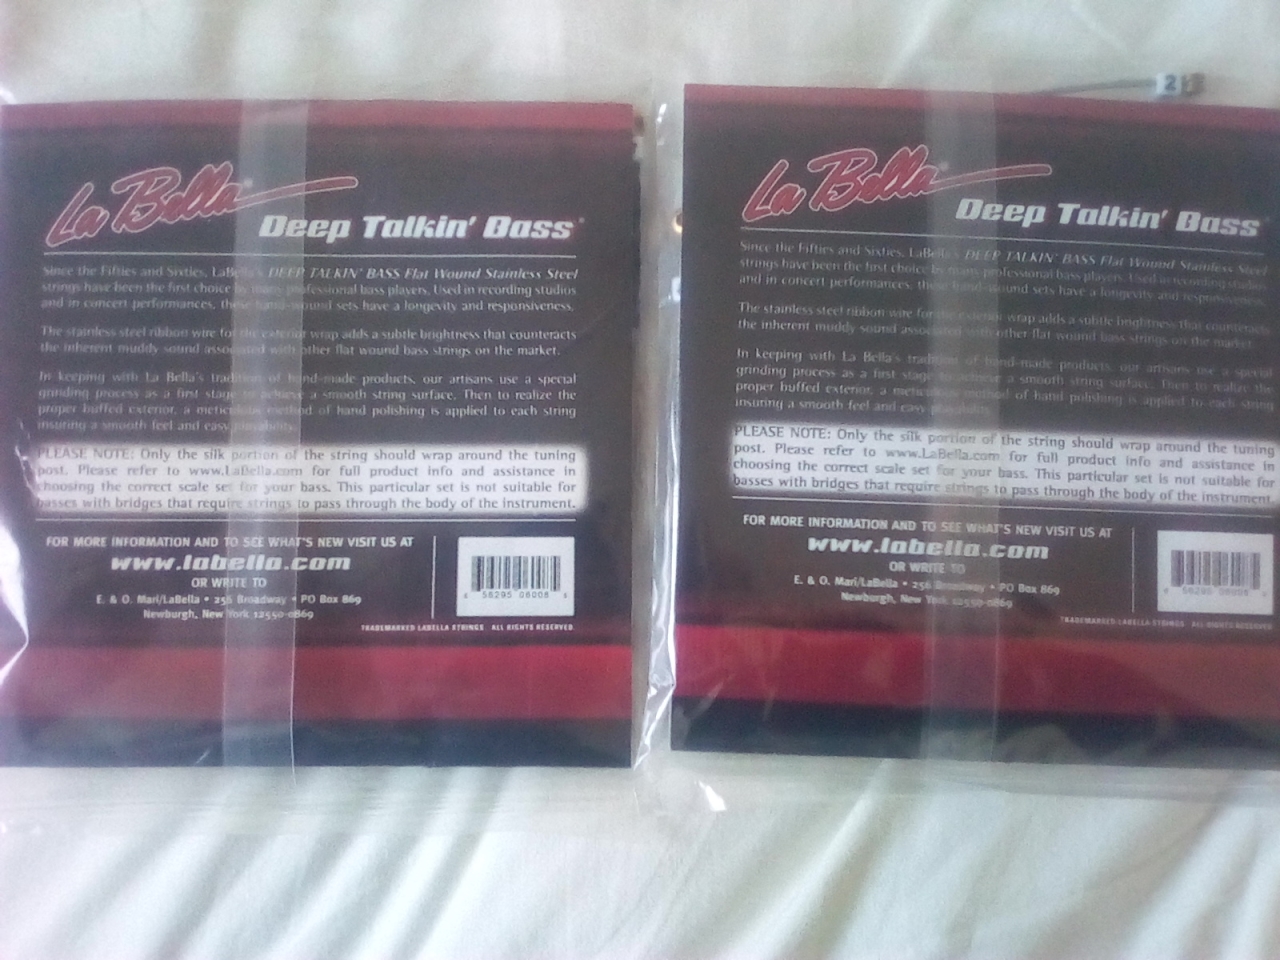 La Bella
Deep Talkin' Bass
Since the Fifties and Sixties, LaBella's DEEP TALKIN' BASS Flat Wound Stainless Steel
strings have been the first choice by many professional bass players. Used in recording studios
and in concert performances, these hand-wound sets have a longevity and responsiveness.
The stainless steel ribbon wire for the exterior wrap adds a subtle brightness that counteracts
the inherent muddy sound associated with other flat wound bass strings on the market.
In keeping with La Bella's tradition of hand-made products, our artisans use a special
grinding process as a first stage to achieve a smooth string surface. Then to realize the
proper buffed exterior, a meticulous method of hand polishing is applied to each string
insuring a smooth feel and easy playability.
PLEASE NOTE: Only the silk portion of the string should wrap around the tuning
post. Please refer to www.LaBella.com for full product info and assistance in
choosing the correct scale set for your bass. This particular set is not suitable for
basses with bridges that require strings to pass through the body of the instrument.
FOR MORE INFORMATION AND TO SEE WHAT'S NEW VISIT US AT
www.labella.com
OR WRITE TO
E. & O. Mari/LaBella • 256 Broadway • PO Box 869
Newburgh, New York 12550-0869
56295 06008
TRADEMARKED LABELLA STRINGS ALL RIGHTS RESERVED
2
La Bella
Deep Talkin' Bass
Since the Fifties and Sixties, LaBella's DEEP TALKIN' BASS Flat Wound Stainless Steel
strings have been the first choice by many professional bass players. Used in recording studios
and in concert performances, these hand-wound sets have a longevity and responsiveness.
The stainless steel ribbon wire for the exterior wrap adds a subtle brightness that counteracts
the inherent muddy sound associated with other flat wound bass strings on the market.
In keeping with La Bella's tradition of hand-made products, our artisans use a special
grinding process as a first stage to achieve a smooth string surface. Then to realize the
proper buffed exterior, a meticulous method of hand polishing is applied to each string
insuring a smooth feel and easy playability.
PLEASE NOTE: Only the silk portion of the string should wrap around the tuning
post. Please refer to www.LaBella.com for full product info and assistance in
choosing the correct scale set for your bass. This particular set is not suitable for
basses with bridges that require strings to pass through the body of the instrument.
FOR MORE INFORMATION AND TO SEE WHAT'S NEW VISIT US AT
www.labella.com
OR WRITE TO
E. & O. Mari/LaBella • 256 Broadway • PO Box 869
Newburgh, New York 12550-0869
56295 06008
TRADEMARKED LABELLA STRINGS ALL RIGHTS RESERVED